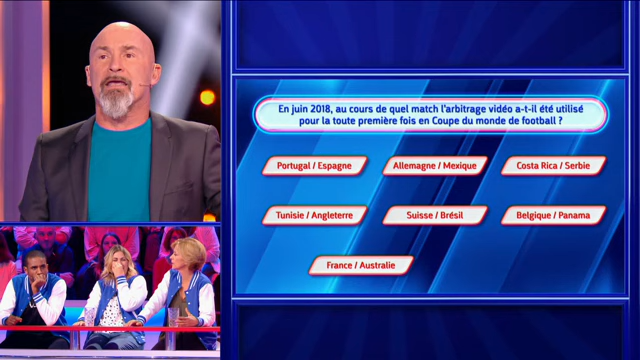 En juin 2018, au cours de quel match l'arbitrage vidéo a-t-il été utilisé
pour la toute première fois en Coupe du monde de football ?
Portugal / Espagne
Allemagne / Mexique
Costa Rica / Serbie
Tunisie / Angleterre
Suisse / Brésil
Belgique / Panama
France / Australie